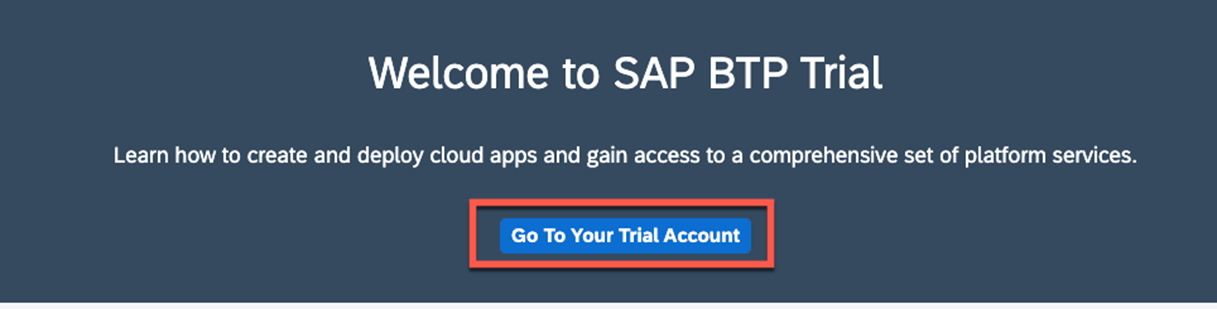 Welcome to SAP BTP Trial
Learn how to create and deploy cloud apps and gain access to a comprehensive set of platform services.
Go To Your Trial Account